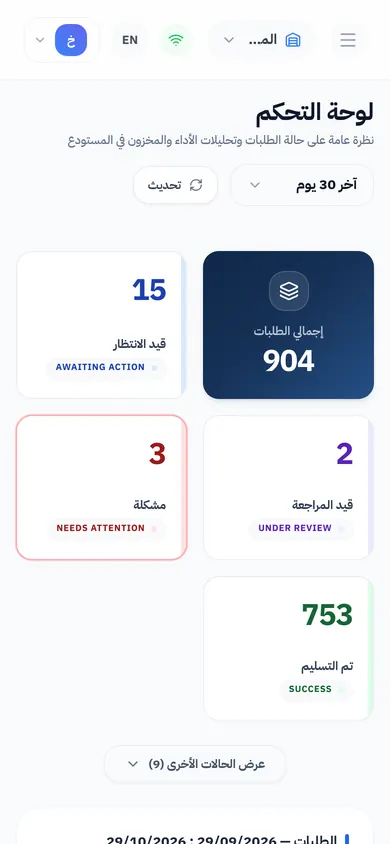 الم... EN خ
لوحة التحكم
نظرة عامة على حالة الطلبات وتحليلات الأداء والمخزون في المستودع
آخر 30 يوم
تحديث
إجمالي الطلبات
904
15
قيد الانتظار
AWAITING ACTION
2
قيد المراجعة
UNDER REVIEW
3
مشكلة
NEEDS ATTENTION
753
تم التسليم
SUCCESS
عرض الحالات الأخرى (9)
الطلبات — 29/09/2026 : 29/10/2026